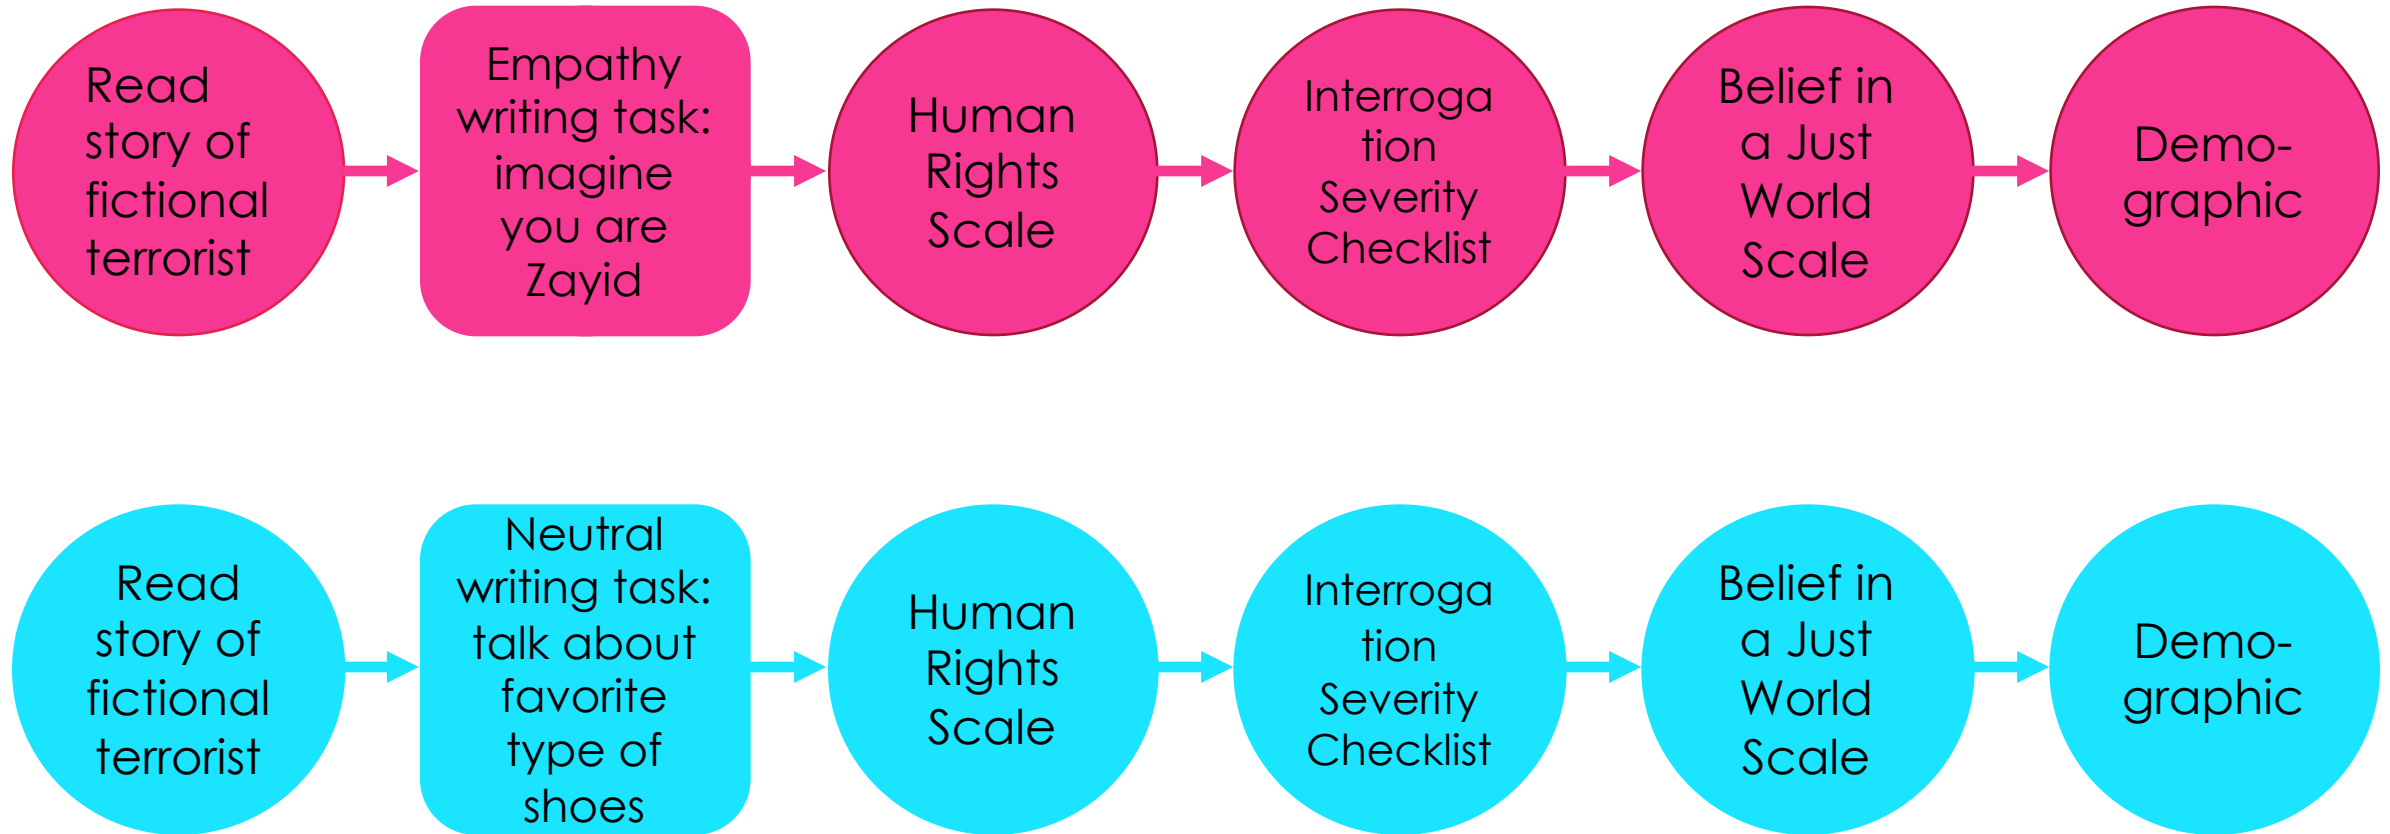 Read
story of
fictional
terrorist
Empathy
writing task:
imagine
you are
Zayid
Human
Rights
Scale
Interroga
tion
Severity
Checklist
Belief in
a Just
World
Scale
Demo-
graphic
Read
story of
fictional
terrorist
Neutral
writing task:
talk about
favorite
type of
shoes
Human
Rights
Scale
Interroga
tion
Severity
Checklist
Belief in
a Just
World
Scale
Demo-
graphic